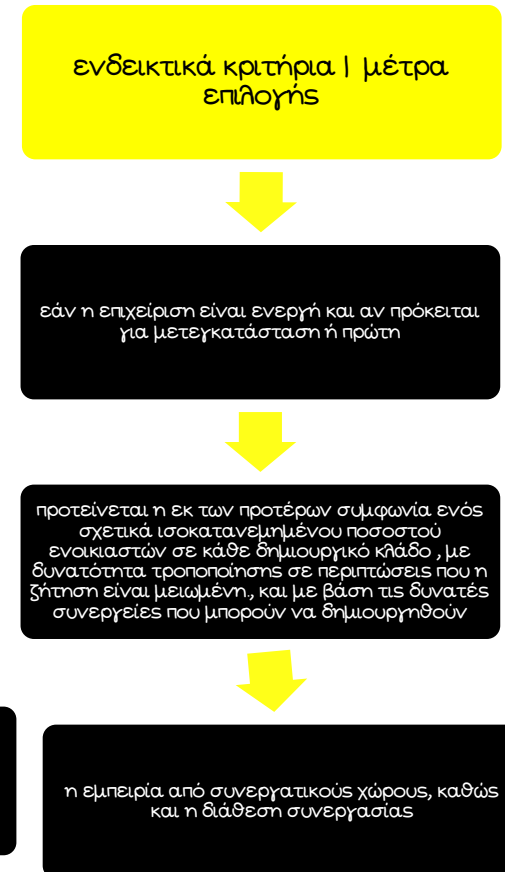 ενδεικτικά κριτήρια | μέτρα
επιλογής
εάν η επιχείριση είναι ενεργή και αν πρόκειται
για μετεγκατάσταση ή πρώτη
προτείνεται η εκ των προτέρων συμφωνία ενός
σχετικά ισοκατανεμημένου ποσοστού
ενοικιαστών σε κάθε δημιουργικό κλάδο , με
δυνατότητα τροποποίησης σε περιπτώσεις που η
ζήτηση είναι μειωμένη., και με βάση τις δυνατές
συνεργείες που μπορούν να δημιουργηθούν
η εμπειρία από συνεργατικούς χώρους, καθώς
και η διάθεση συνεργασίας